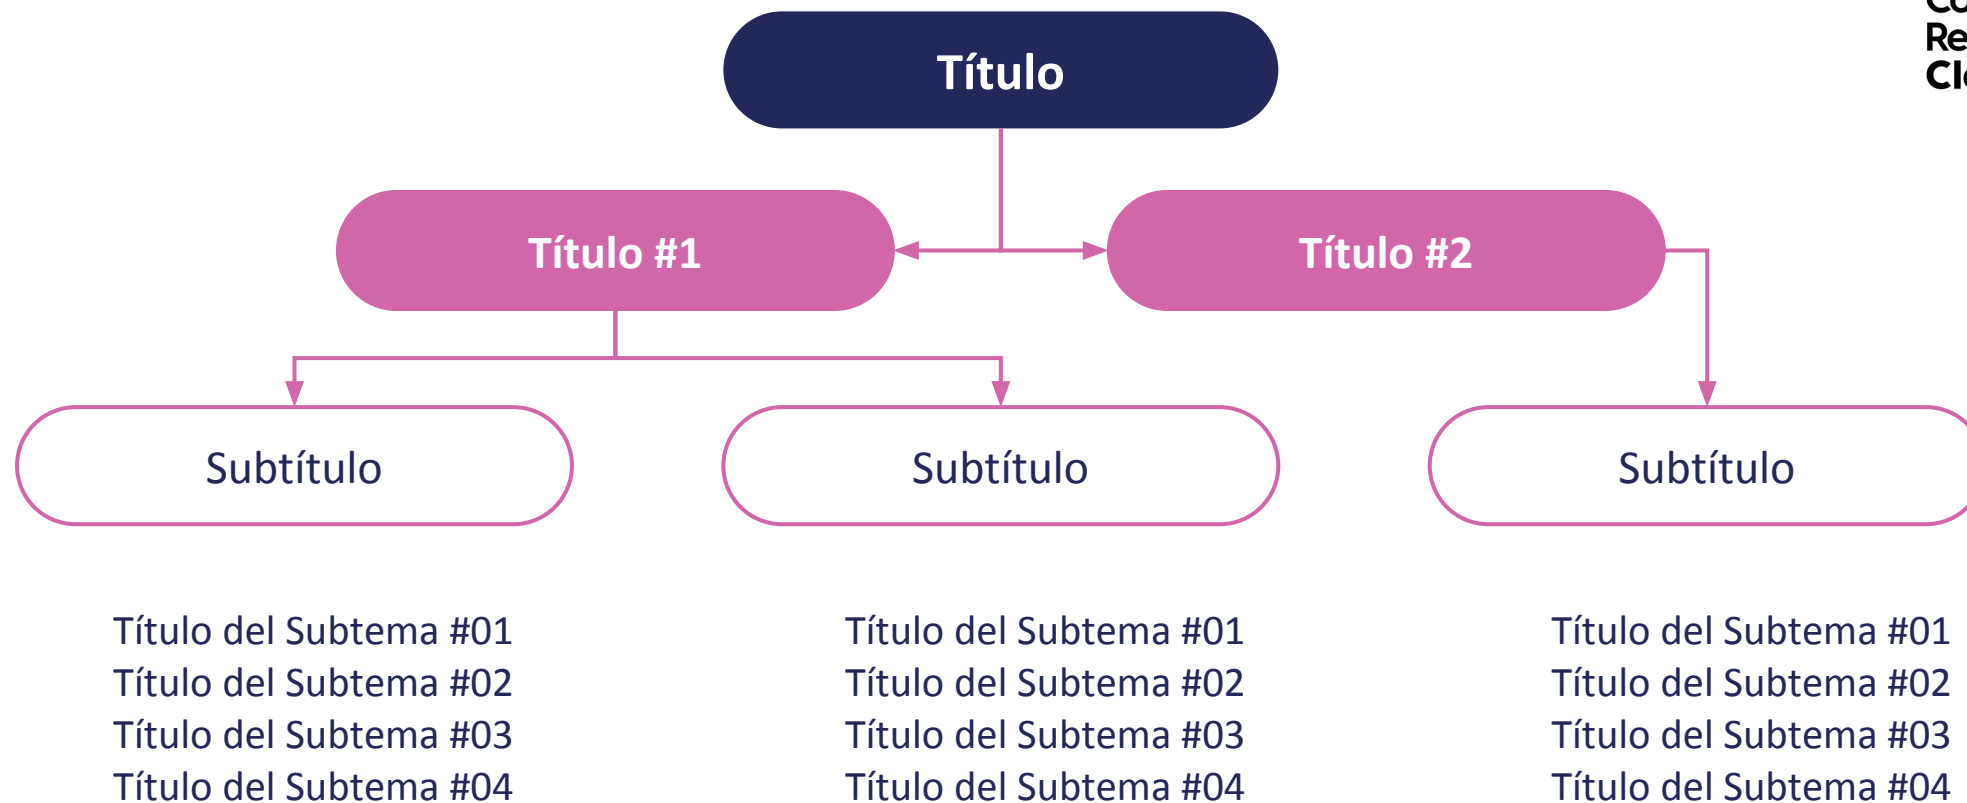 Título
Título #1
Título #2
Subtítulo
Subtítulo
Subtítulo
Título del Subtema #01
Título del Subtema #02
Título del Subtema #03
Título del Subtema #04
Título del Subtema #01
Título del Subtema #02
Título del Subtema #03
Título del Subtema #04
Título del Subtema #01
Título del Subtema #02
Título del Subtema #03
Título del Subtema #04